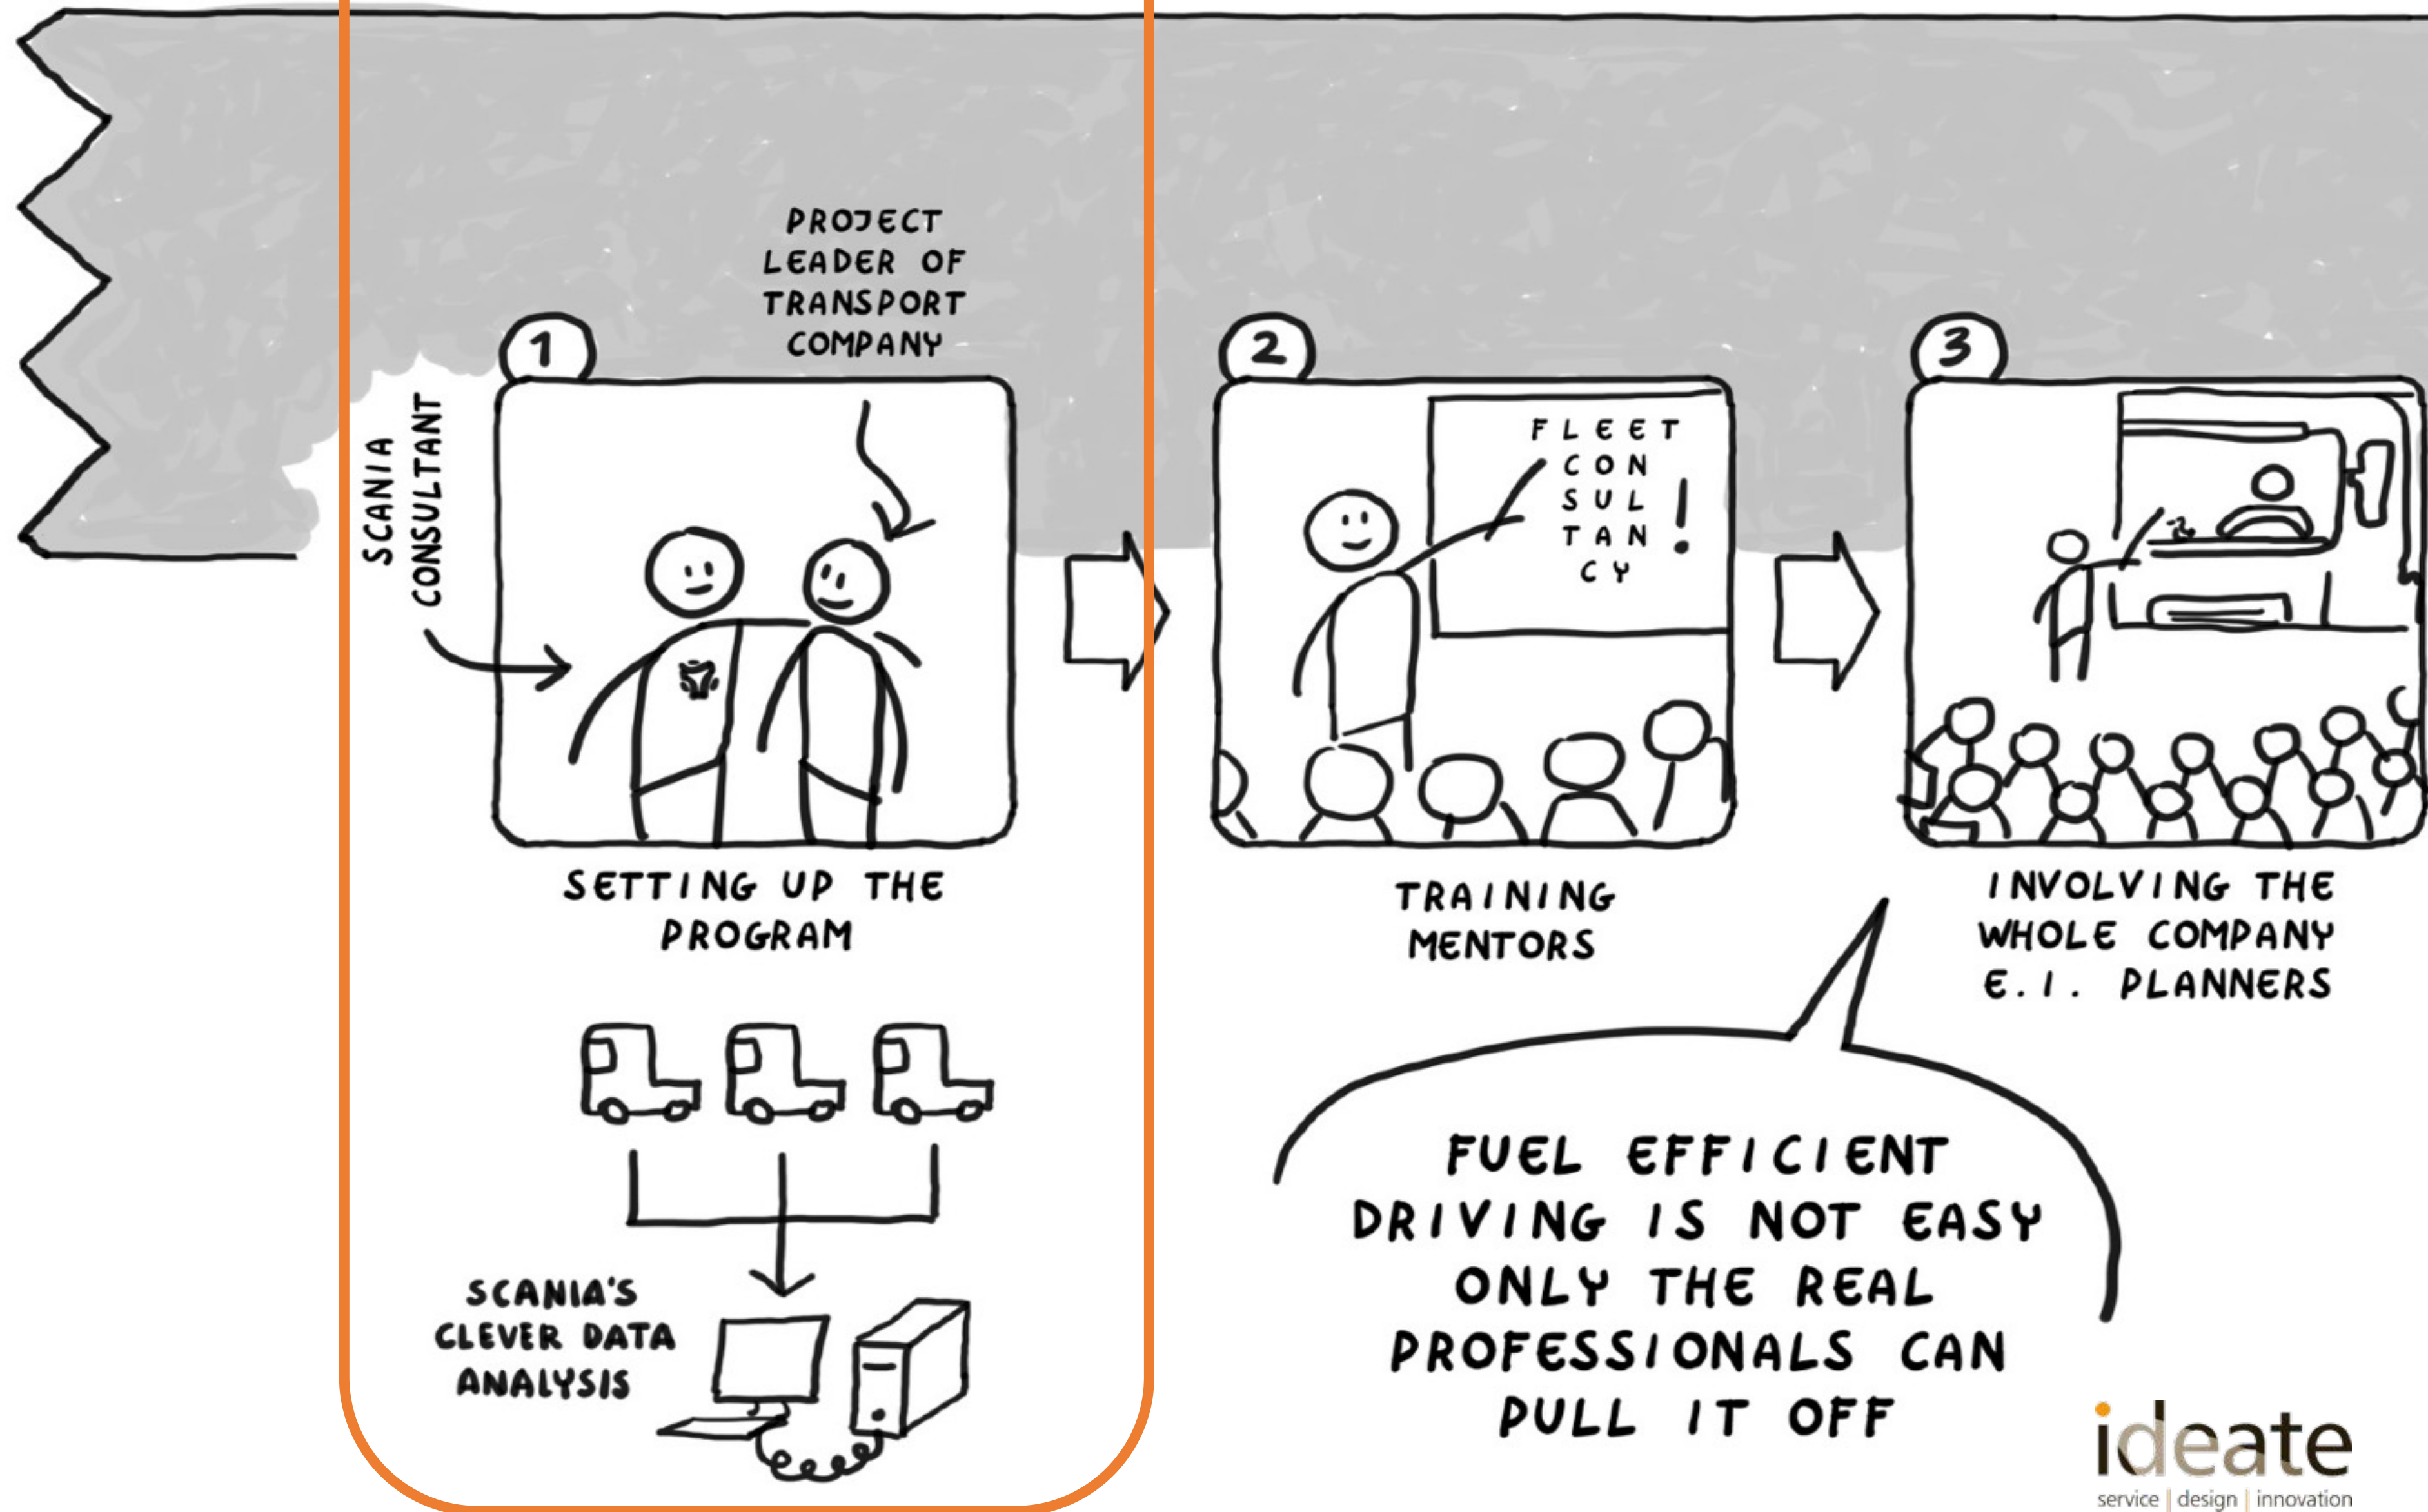 PROJECT
LEADER OF
TRANSPORT
COMPANY
SCANIA
CONSULTANT
1
SETTING UP THE
PROGRAM
SCANIA'S
CLEVER DATA
ANALYSIS
2
FLEET
CON
SUL
TAN
CY
!
TRAINING
MENTORS
3
INVOLVING THE
WHOLE COMPANY
E.I. PLANNERS
FUEL EFFICIENT
DRIVING IS NOT EASY
ONLY THE REAL
PROFESSIONALS CAN
PULL IT OFF
ideate
service | design | innovation